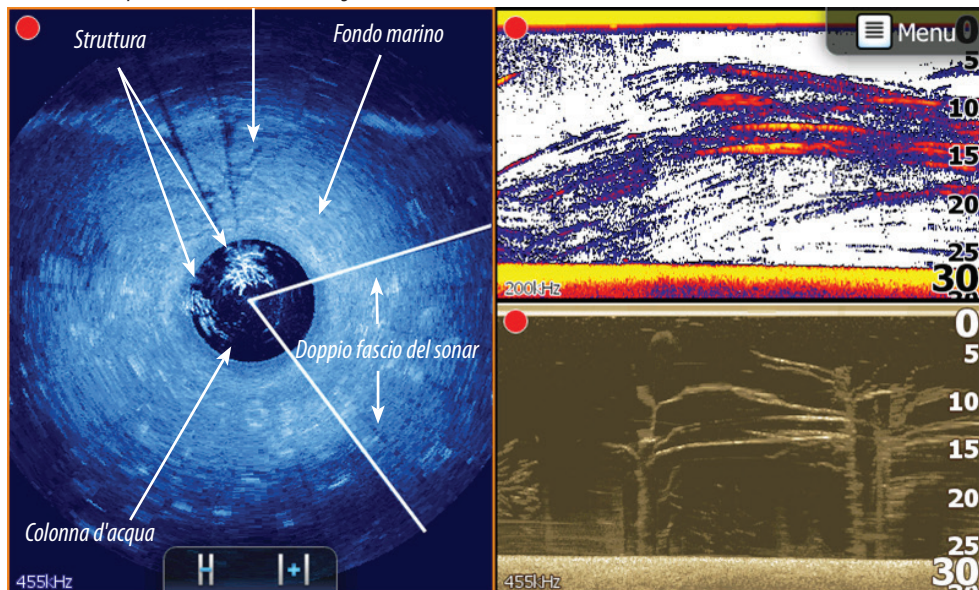 Struttura
Fondo marino
Doppio fascio del sonar
Colonna d'acqua
455kHz
Menu
0
5
10
15
20
25
30
200kHz
0
5
10
15
20
25
30
455kHz